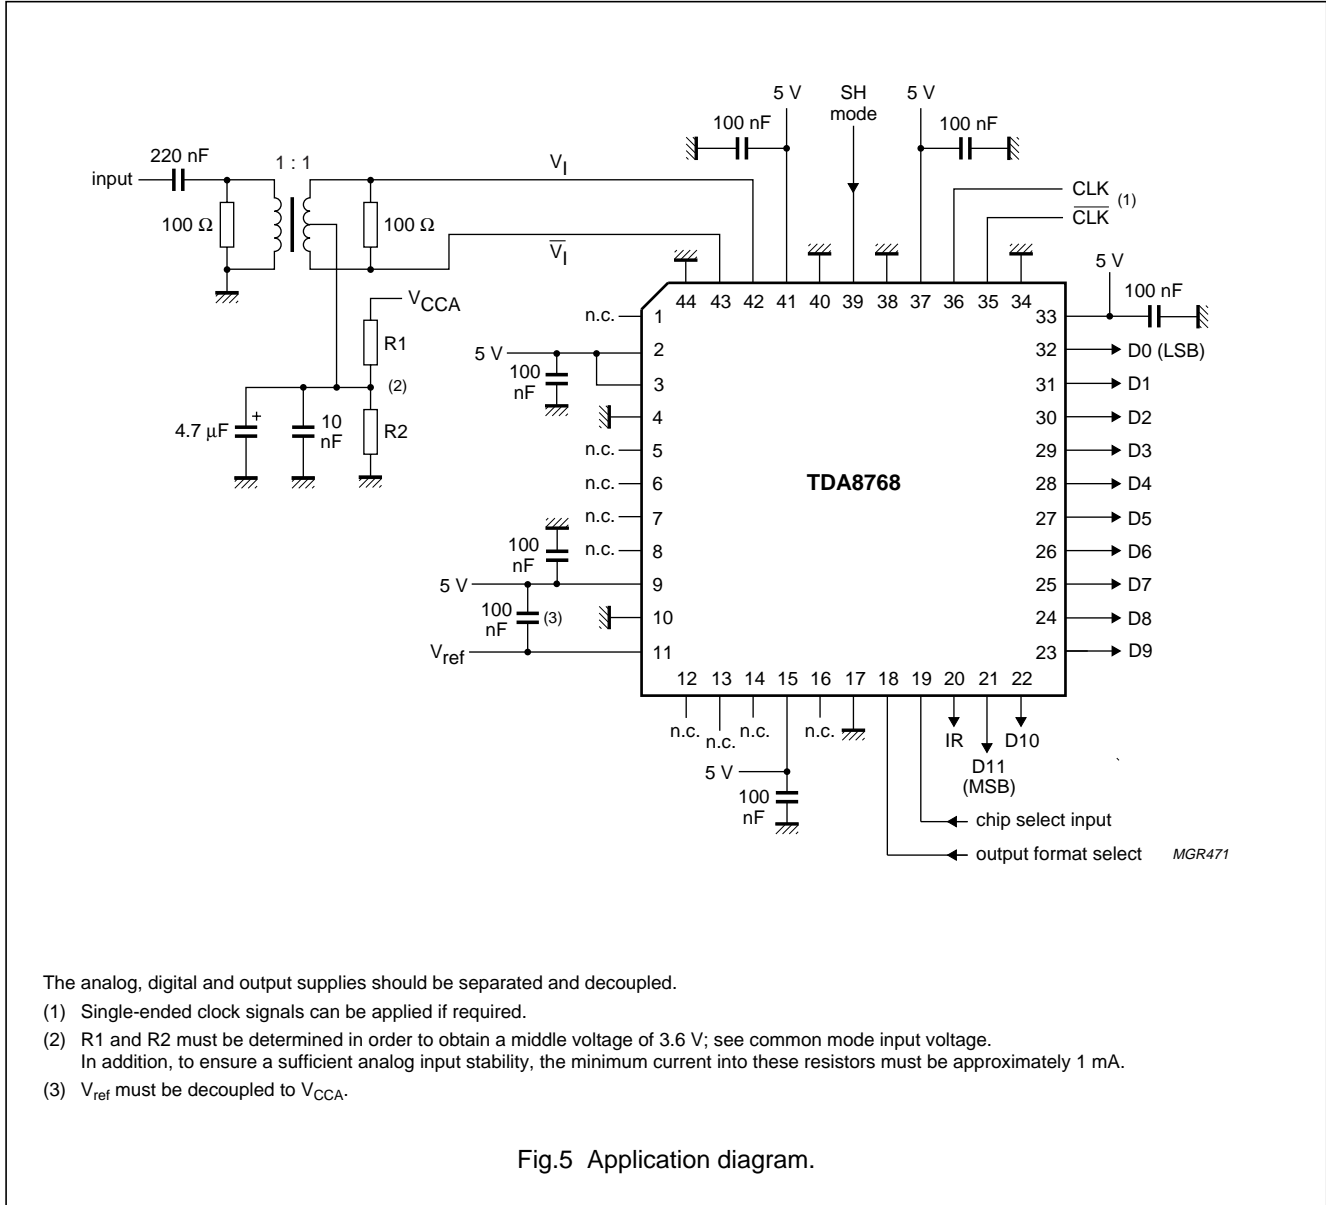 5 V SH mode 5 V
100 nF 100 nF
220 nF 1 : 1 V_I
input
CLK (1)
100 Ω 100 Ω
C̅L̅K̅
V̅_I
5 V
100 nF
V_CCA
44 43 42 41 40 39 38 37 36 35 34
n.c. 1 33
R1
5 V 2 32 D0 (LSB)
100 nF 3 31 D1
(2)
4.7 µF + 10 nF R2
4 30 D2
n.c. 5 29 D3
n.c. 6 TDA8768 28 D4
n.c. 7 27 D5
100 nF n.c. 8 26 D6
5 V 9 25 D7
100 nF (3) 10 24 D8
V_ref 11 23 D9
12 13 14 15 16 17 18 19 20 21 22
n.c. n.c. n.c. n.c. IR D11 (MSB) D10
5 V
100 nF
chip select input
output format select MGR471
The analog, digital and output supplies should be separated and decoupled.
(1) Single-ended clock signals can be applied if required.
(2) R1 and R2 must be determined in order to obtain a middle voltage of 3.6 V; see common mode input voltage.
In addition, to ensure a sufficient analog input stability, the minimum current into these resistors must be approximately 1 mA.
(3) V_ref must be decoupled to V_CCA.
Fig.5 Application diagram.